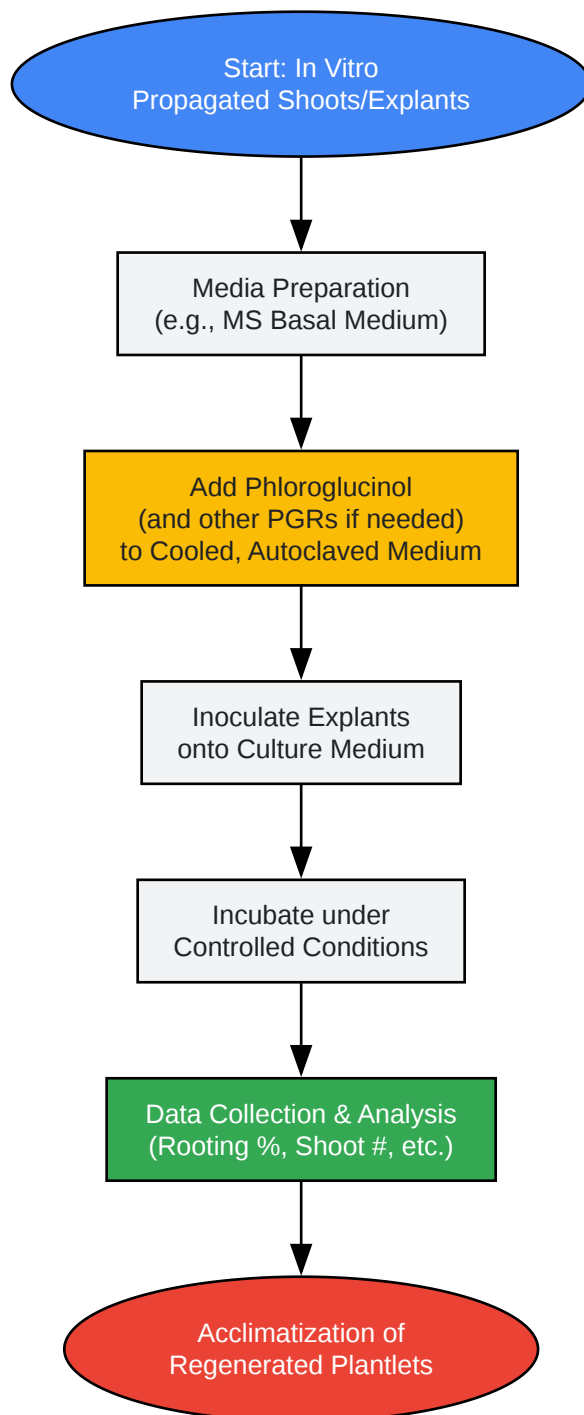 Start: In Vitro
Propagated Shoots/Explants
Media Preparation
(e.g., MS Basal Medium)
Add Phloroglucinol
(and other PGRs if needed)
to Cooled, Autoclaved Medium
Inoculate Explants
onto Culture Medium
Incubate under
Controlled Conditions
Data Collection & Analysis
(Rooting %, Shoot #, etc.)
Acclimatization of
Regenerated Plantlets